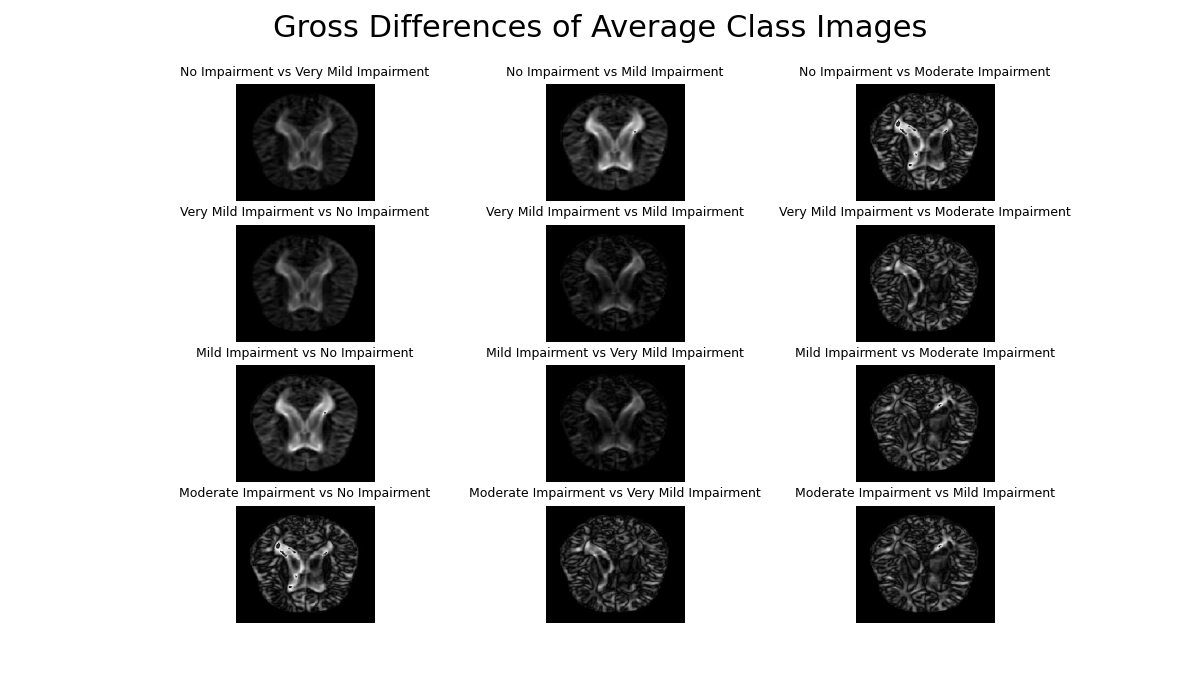 Gross Differences of Average Class Images
No Impairment vs Very Mild Impairment
No Impairment vs Mild Impairment
No Impairment vs Moderate Impairment
Very Mild Impairment vs No Impairment
Very Mild Impairment vs Mild Impairment
Very Mild Impairment vs Moderate Impairment
Mild Impairment vs No Impairment
Mild Impairment vs Very Mild Impairment
Mild Impairment vs Moderate Impairment
Moderate Impairment vs No Impairment
Moderate Impairment vs Very Mild Impairment
Moderate Impairment vs Mild Impairment